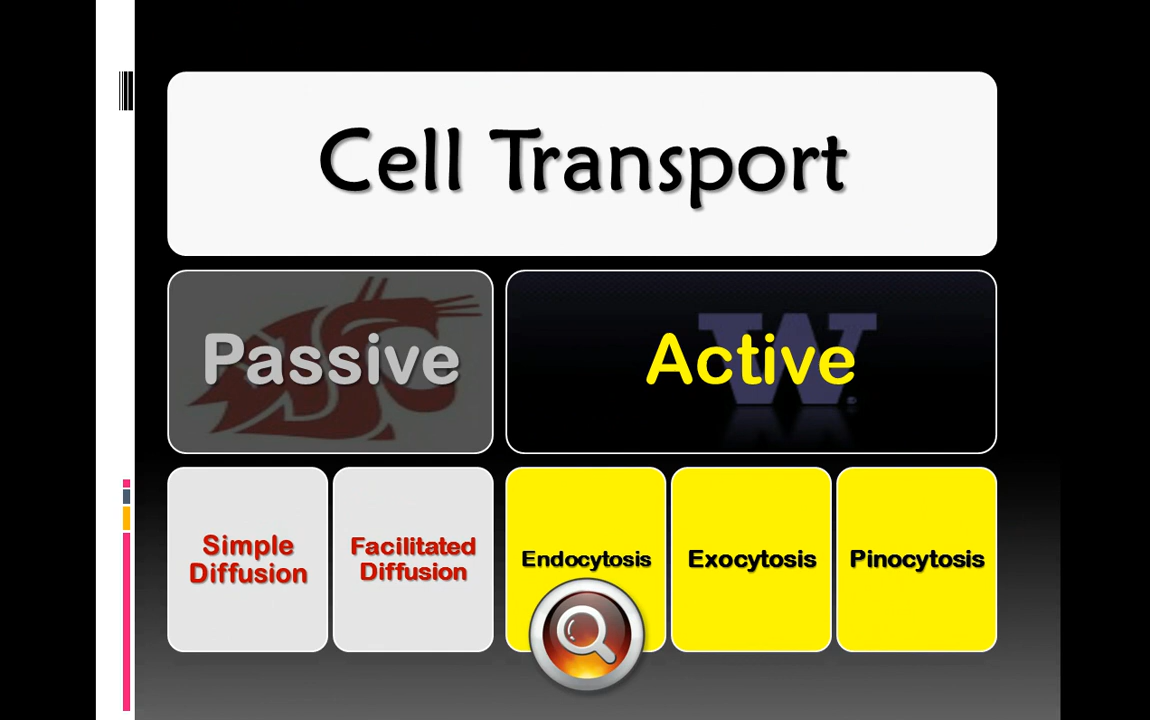 Cell Transport
Passive
Active
W
Simple
Diffusion
Facilitated
Diffusion
Endocytosis
Exocytosis
Pinocytosis